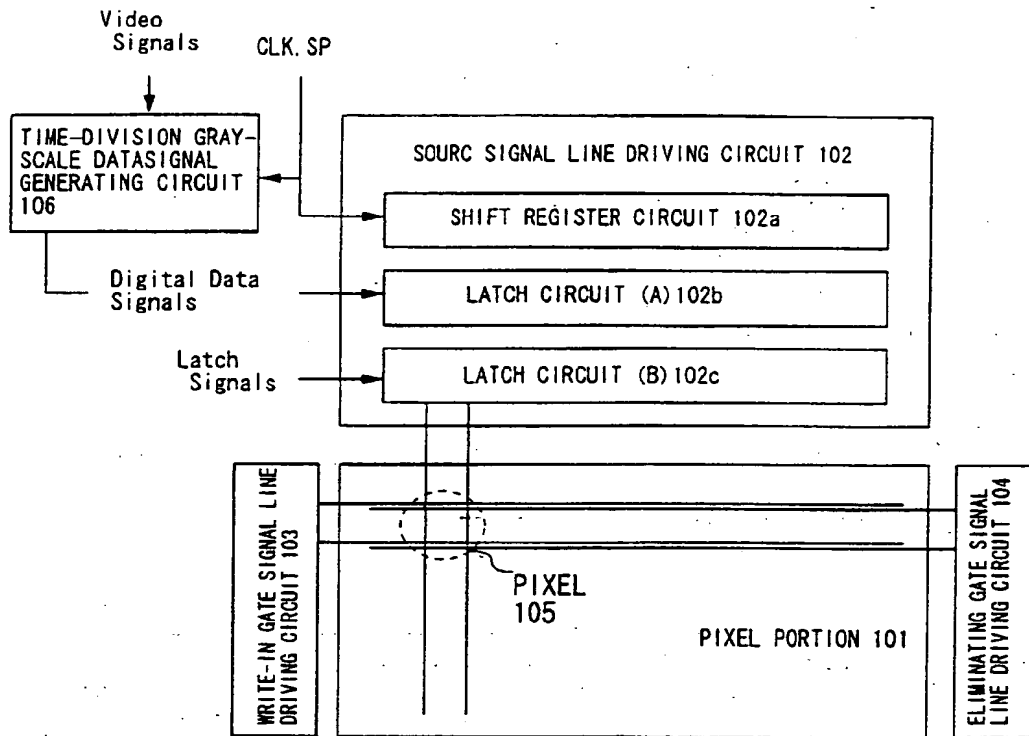 Video
Signals
CLK.SP
TIME-DIVISION GRAY-
SCALE DATASIGNAL
GENERATING CIRCUIT
106
SOURC SIGNAL LINE DRIVING CIRCUIT 102
SHIFT REGISTER CIRCUIT 102a
Digital Data
Signals
LATCH CIRCUIT (A)102b
Latch
Signals
LATCH CIRCUIT (B)102c
WRITE-IN GATE SIGNAL LINE
DRIVING CIRCUIT 103
PIXEL
105
PIXEL PORTION 101
ELIMINATING GATE SIGNAL
LINE DRIVING CIRCUIT 104